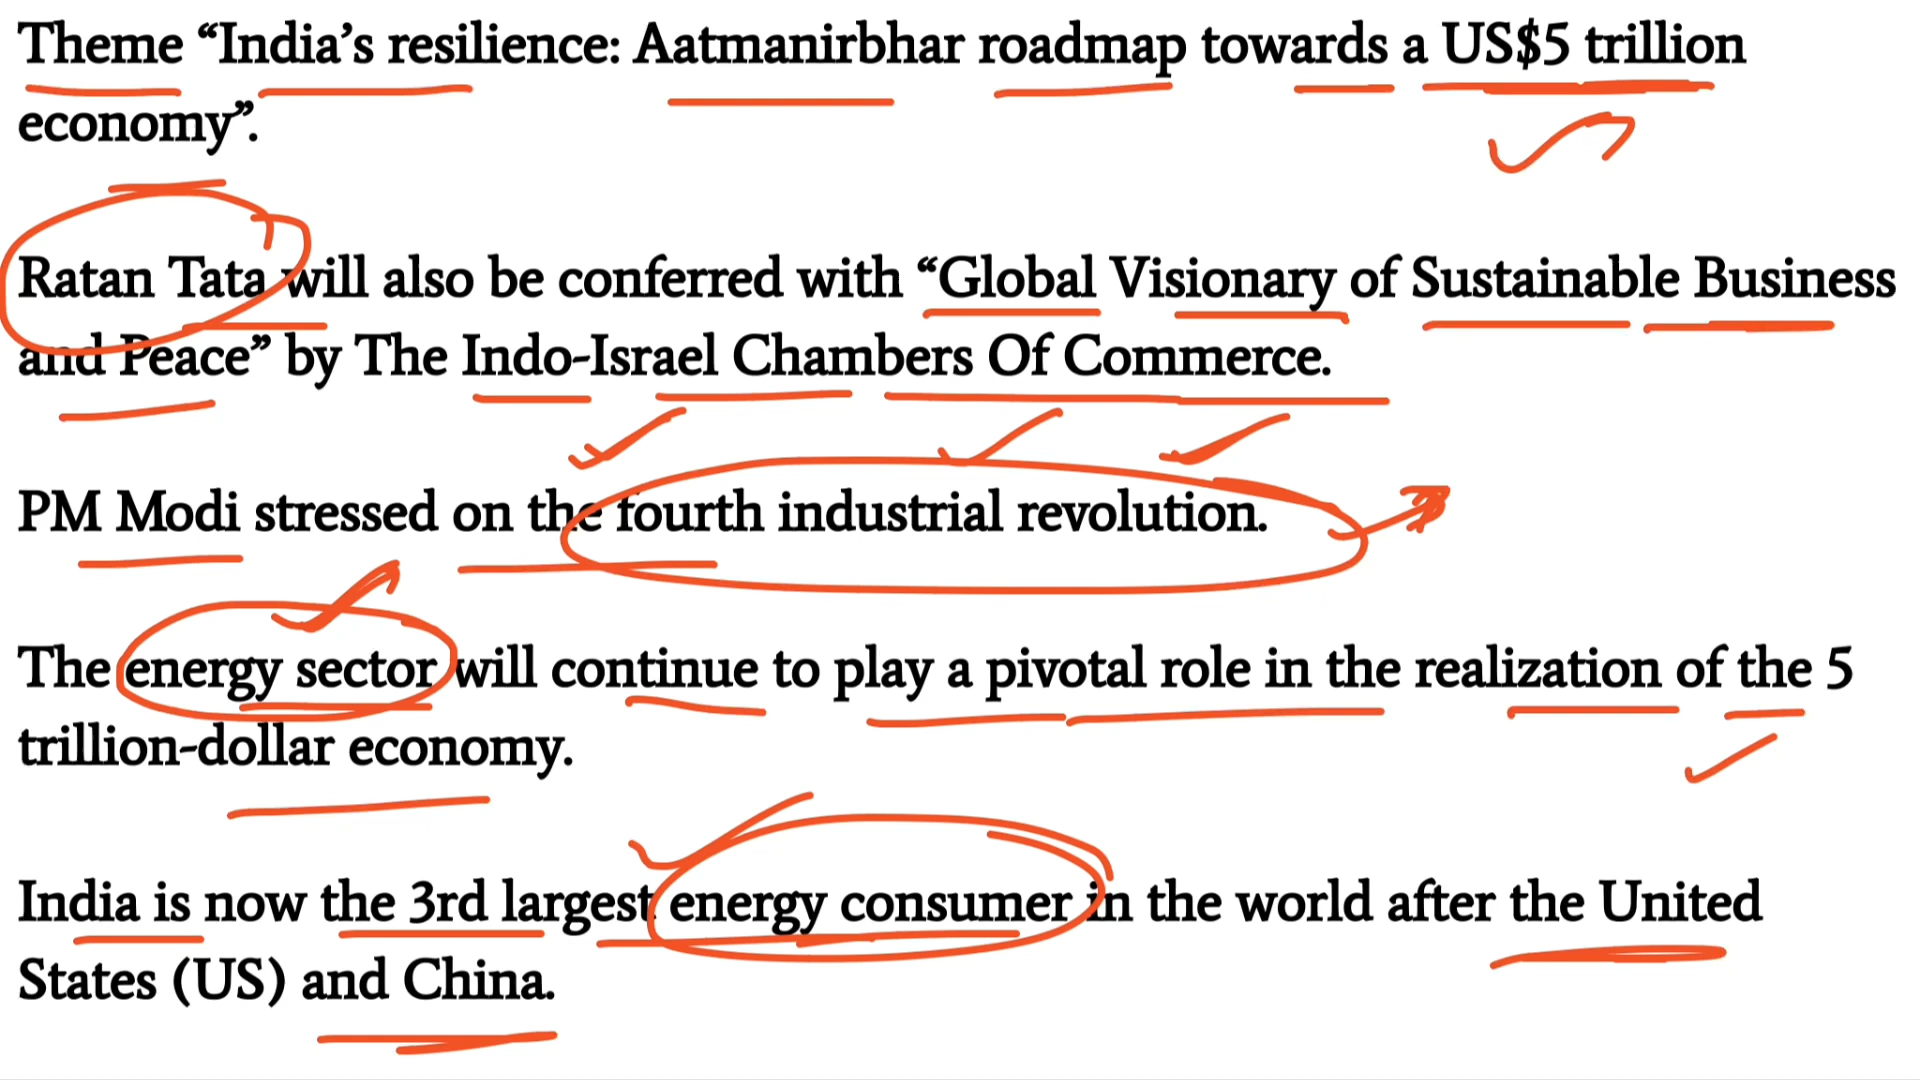 Theme “India’s resilience: Aatmanirbhar roadmap towards a US$5 trillion
economy”.
Ratan Tata will also be conferred with “Global Visionary of Sustainable Business
and Peace” by The Indo-Israel Chambers Of Commerce.
PM Modi stressed on the fourth industrial revolution.
The energy sector will continue to play a pivotal role in the realization of the 5
trillion-dollar economy.
India is now the 3rd largest energy consumer in the world after the United
States (US) and China.